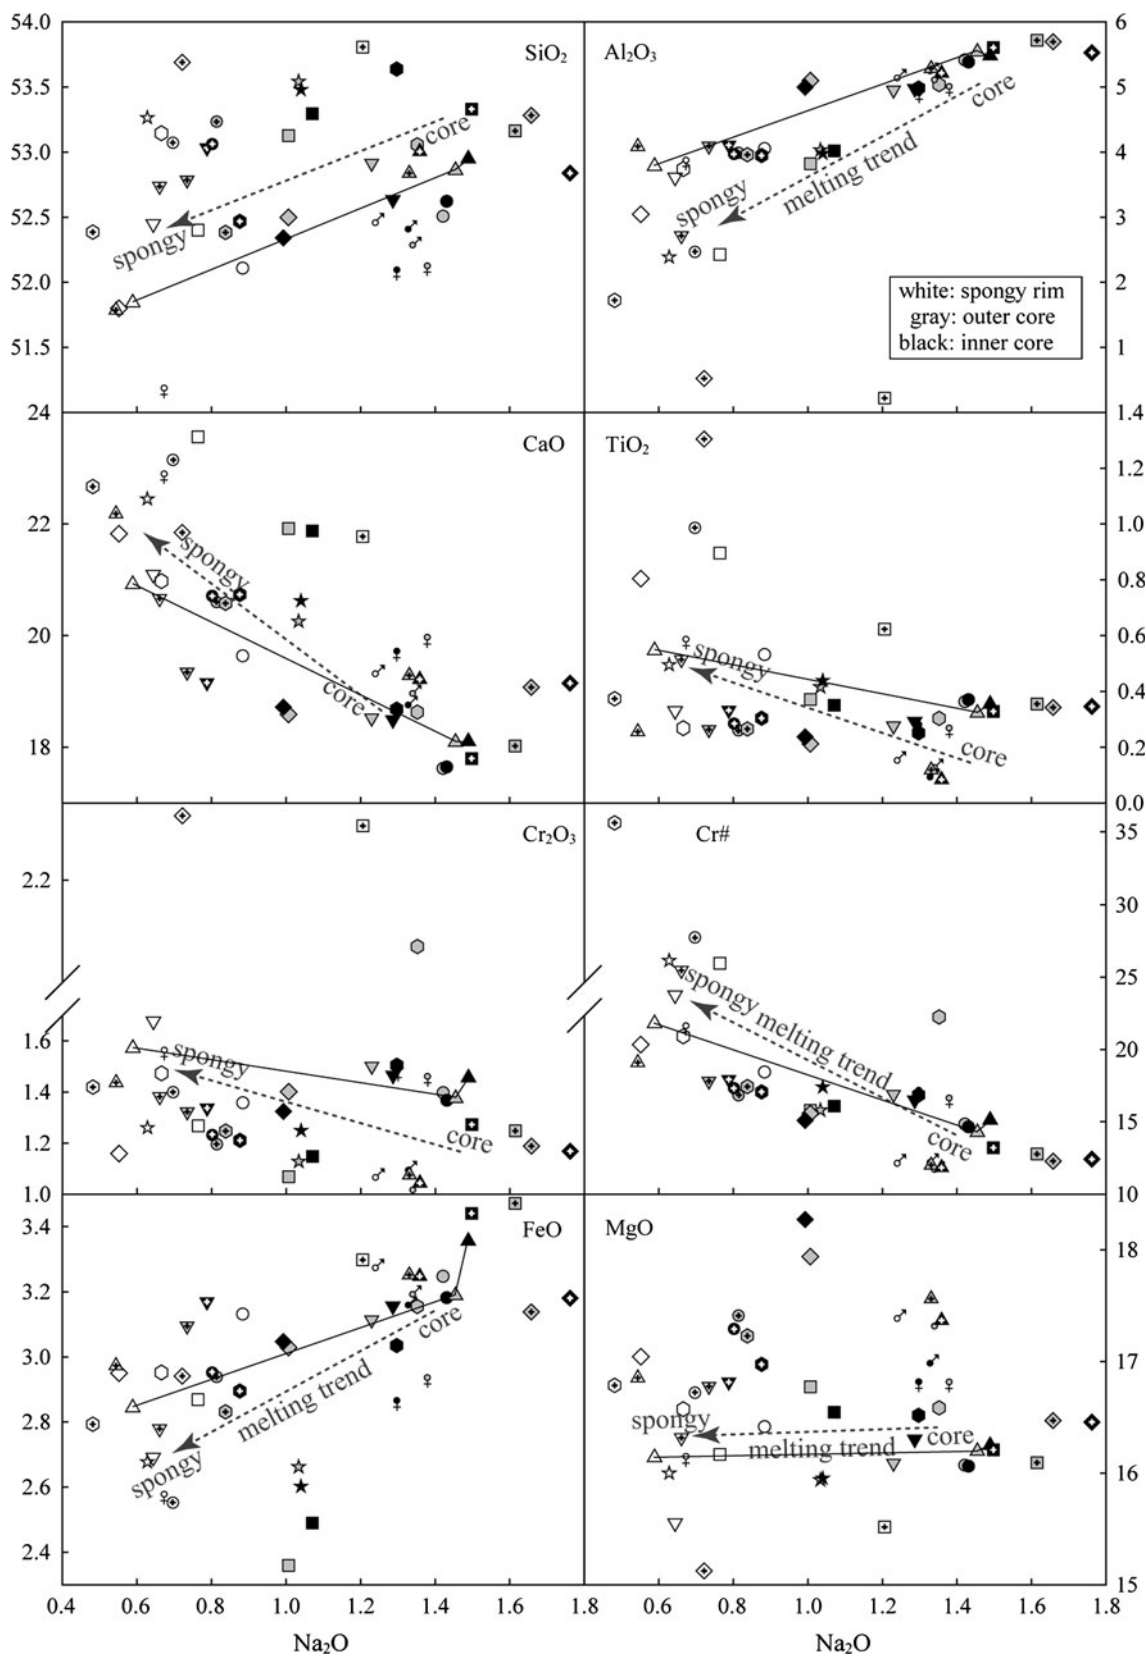 54.0
SiO₂
53.5
53.0
52.5
52.0
51.5
core
spongy
Al₂O₃
6
5
4
3
2
1
core
melting trend
spongy
white: spongy rim
gray: outer core
black: inner core
24
CaO
22
20
18
spongy
core
TiO₂
1.4
1.2
1.0
0.8
0.6
0.4
0.2
0.0
spongy
core
Cr₂O₃
2.2
1.6
1.4
1.2
1.0
spongy
core
Cr#
35
30
25
20
15
10
spongy melting trend
core
FeO
3.4
3.2
3.0
2.8
2.6
2.4
core
melting trend
spongy
MgO
18
17
16
15
spongy
melting trend
core
0.4 0.6 0.8 1.0 1.2 1.4 1.6
0.6 0.8 1.0 1.2 1.4 1.6 1.8
Na₂O
Na₂O